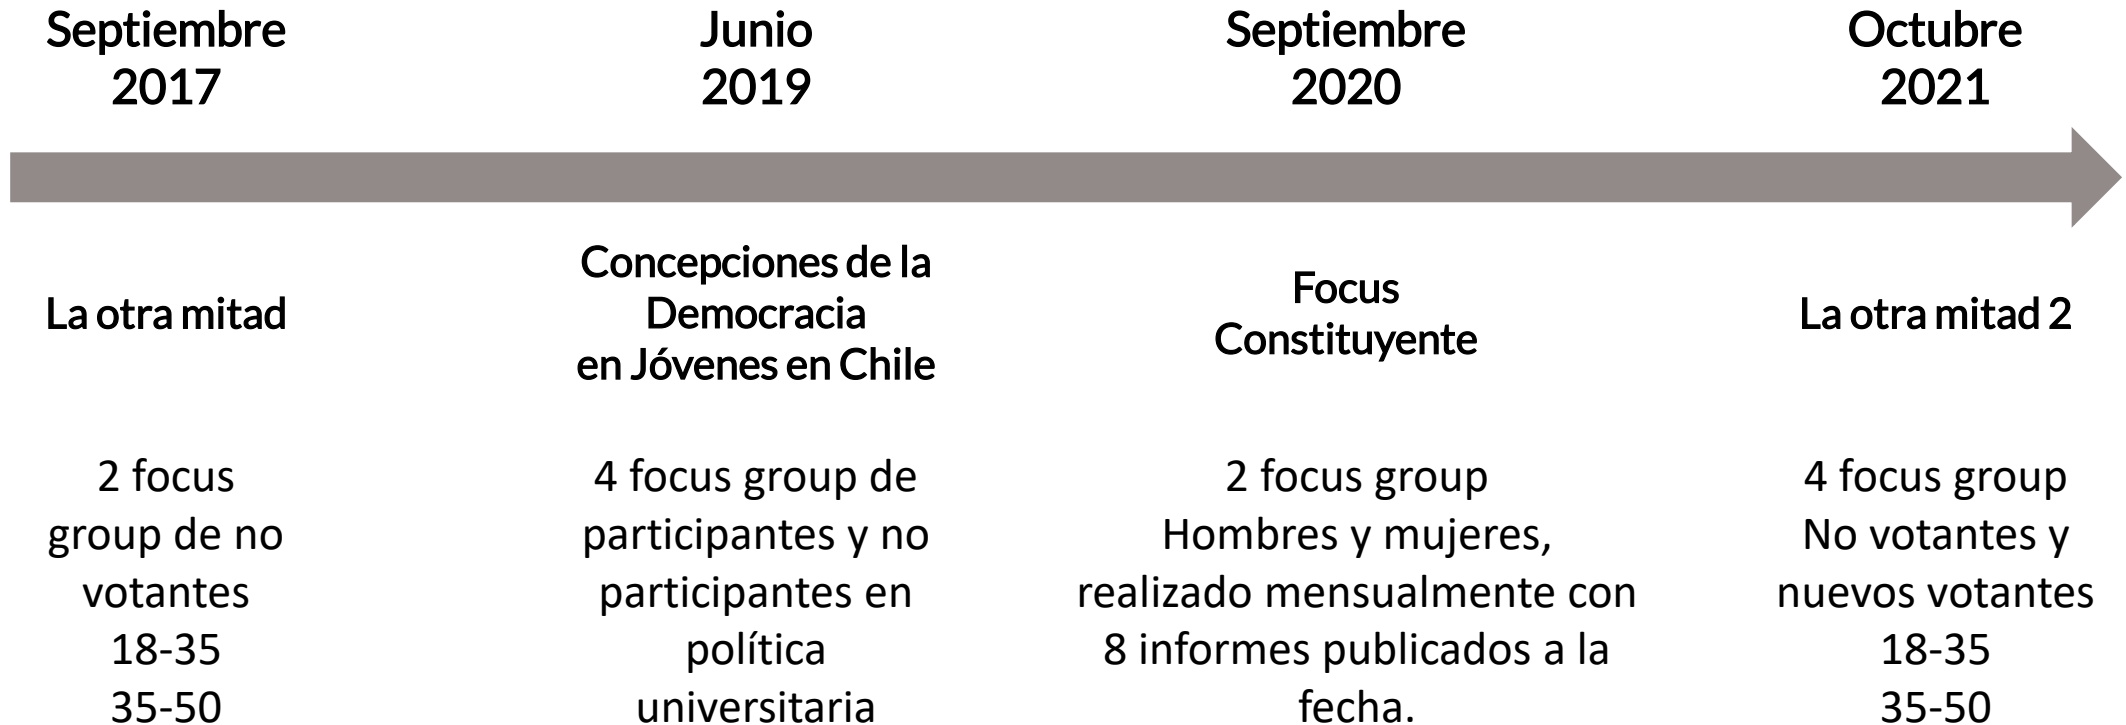 Septiembre
2017
Junio
2019
Septiembre
2020
Octubre
2021
La otra mitad
Concepciones de la
Democracia
en Jóvenes en Chile
Focus
Constituyente
La otra mitad 2
2 focus
group de no
votantes
18-35
35-50
4 focus group de
participantes y no
participantes en
política
universitaria
2 focus group
Hombres y mujeres,
realizado mensualmente con
8 informes publicados a la
fecha.
4 focus group
No votantes y
nuevos votantes
18-35
35-50